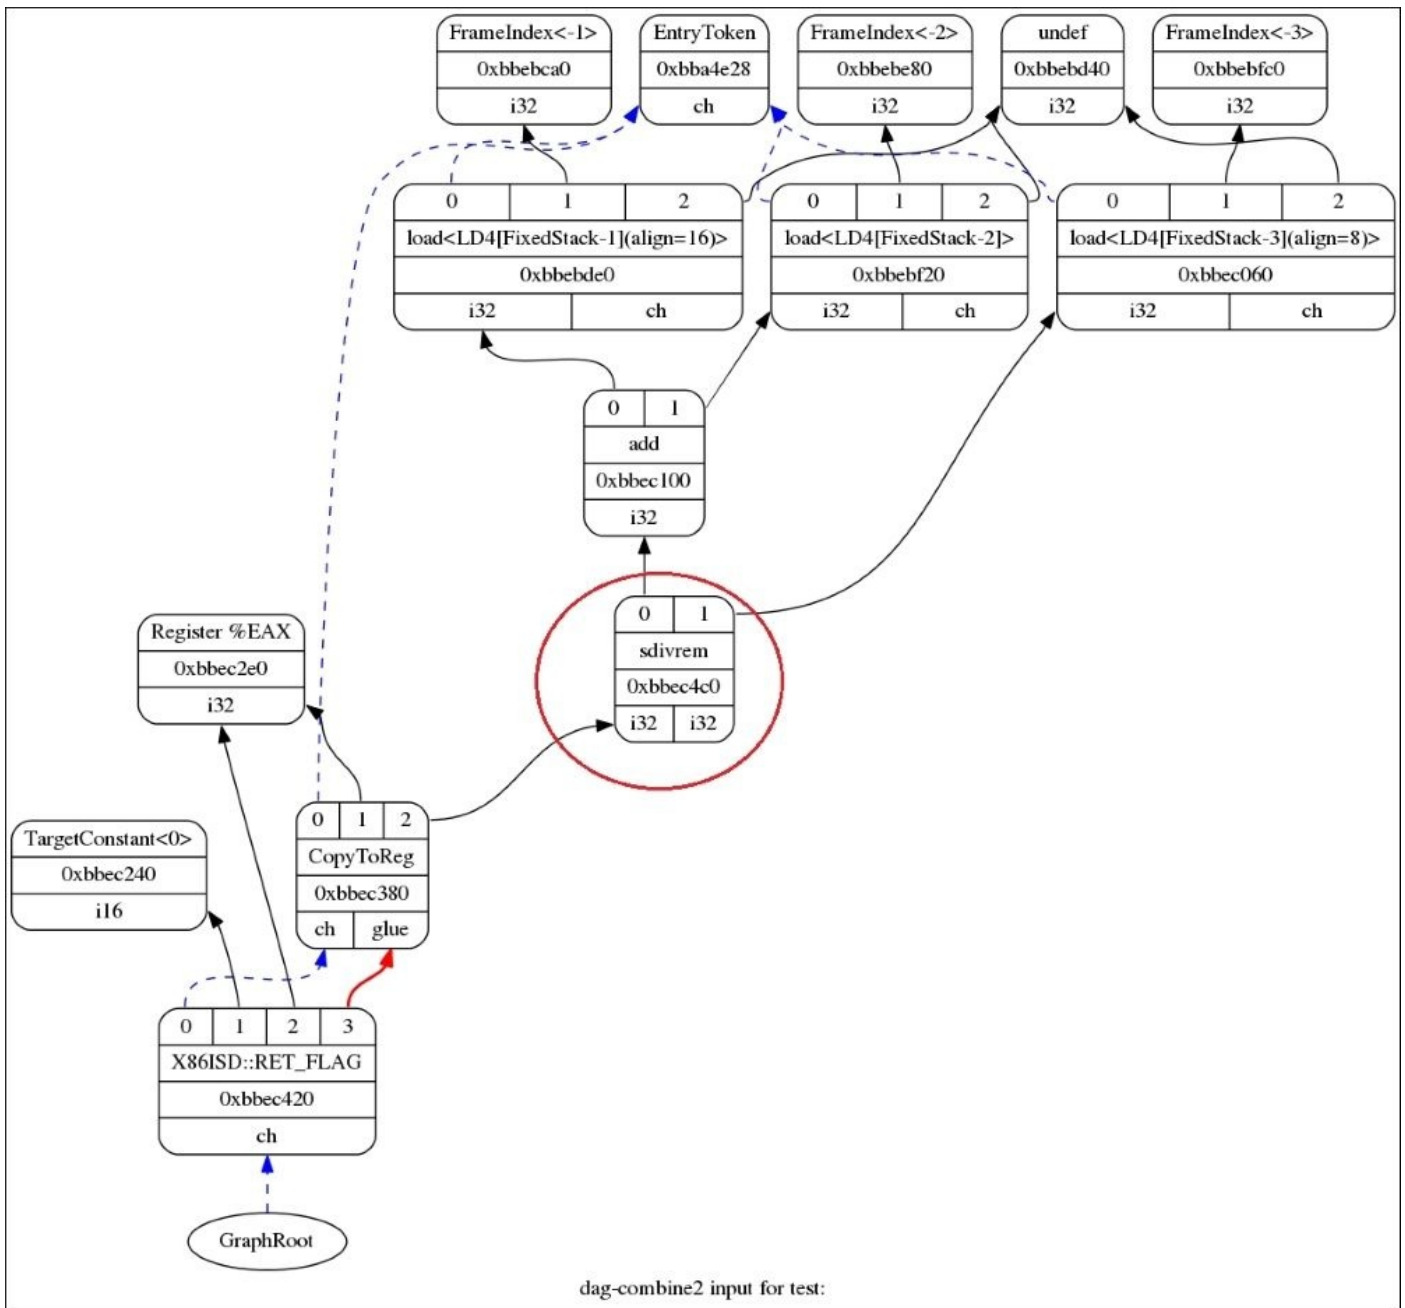 FrameIndex<-1>
0xbbebca0
i32
EntryToken
0xbba4e28
ch
FrameIndex<-2>
0xbbebe80
i32
undef
0xbbebd40
i32
FrameIndex<-3>
0xbbebfc0
i32
0 1 2
load<LD4[FixedStack-1](align=16)>
0xbbebde0
i32 ch
0 1 2
load<LD4[FixedStack-2]>
0xbbebf20
i32 ch
0 1 2
load<LD4[FixedStack-3](align=8)>
0xbbec060
i32 ch
0 1
add
0xbbec100
i32
0 1
sdivrem
0xbbec4c0
i32 i32
Register %EAX
0xbbec2e0
i32
0 1 2
CopyToReg
0xbbec380
ch glue
TargetConstant<0>
0xbbec240
i16
0 1 2 3
X86ISD::RET_FLAG
0xbbec420
ch
GraphRoot
dag-combine2 input for test: